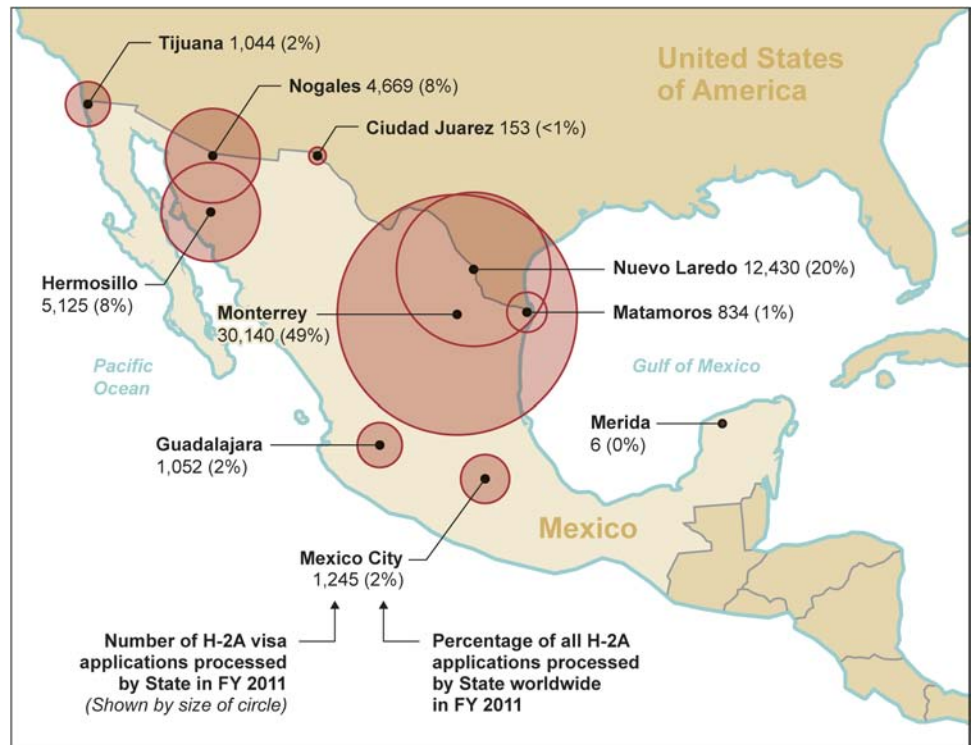 Tijuana 1,044 (2%)
Nogales 4,669 (8%)
Ciudad Juarez 153 (<1%)
United States
of America
Hermosillo
5,125 (8%)
Monterrey
30,140 (49%)
Nuevo Laredo 12,430 (20%)
Matamoros 834 (1%)
Pacific
Ocean
Gulf of Mexico
Guadalajara
1,052 (2%)
Merida
6 (0%)
Mexico
Mexico City
1,245 (2%)
Number of H-2A visa
applications processed
by State in FY 2011
(Shown by size of circle)
Percentage of all H-2A
applications processed
by State worldwide
in FY 2011